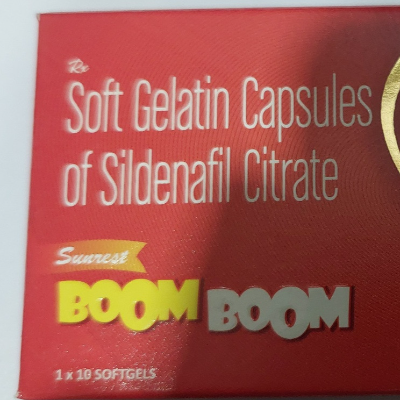 Rx
Soft Gelatin Capsules
of Sildenafil Citrate
Sunrest
BOOM BOOM
1 x 10 SOFTGELS